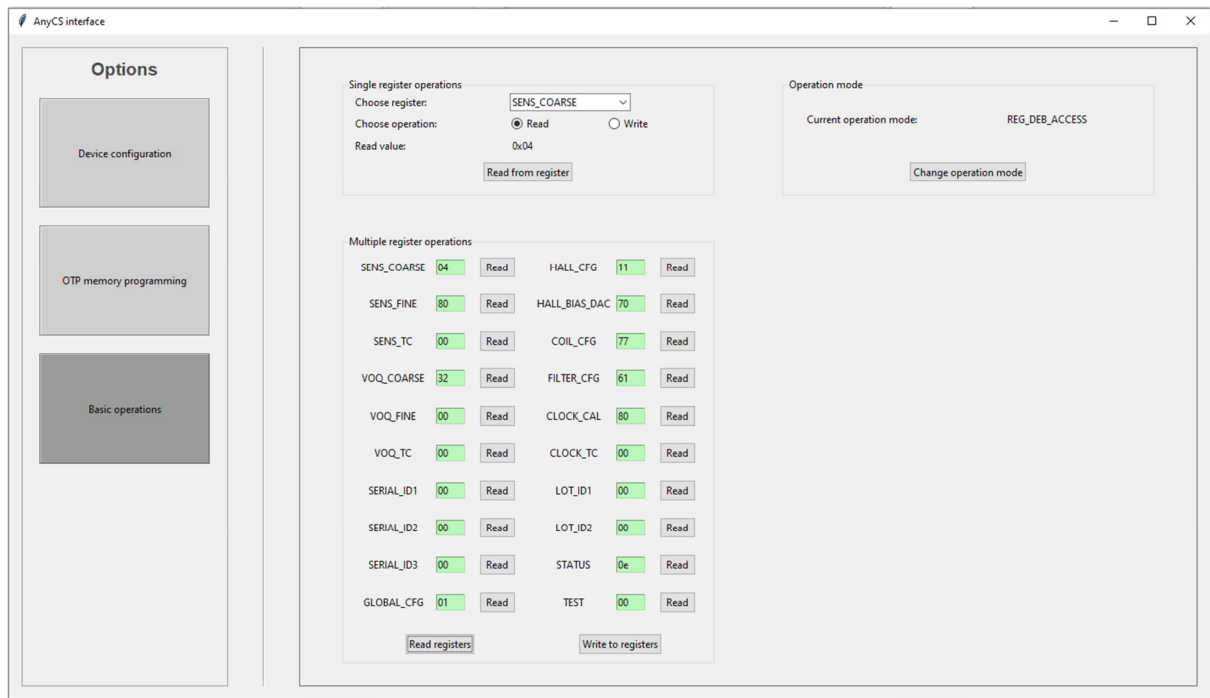 AnyCS interface
Options
Device configuration
OTP memory programming
Basic operations
Single register operations
Choose register: SENS_COARSE
Choose operation: Read Write
Read value: 0x04
Read from register
Operation mode
Current operation mode: REG_DEB_ACCESS
Change operation mode
Multiple register operations
SENS_COARSE 04 Read HALL_CFG 11 Read
SENS_FINE 80 Read HALL_BIAS_DAC 70 Read
SENS_TC 00 Read COIL_CFG 77 Read
VOQ_COARSE 32 Read FILTER_CFG 61 Read
VOQ_FINE 00 Read CLOCK_CAL 80 Read
VOQ_TC 00 Read CLOCK_TC 00 Read
SERIAL_ID1 00 Read LOT_ID1 00 Read
SERIAL_ID2 00 Read LOT_ID2 00 Read
SERIAL_ID3 00 Read STATUS 0e Read
GLOBAL_CFG 01 Read TEST 00 Read
Read registers Write to registers